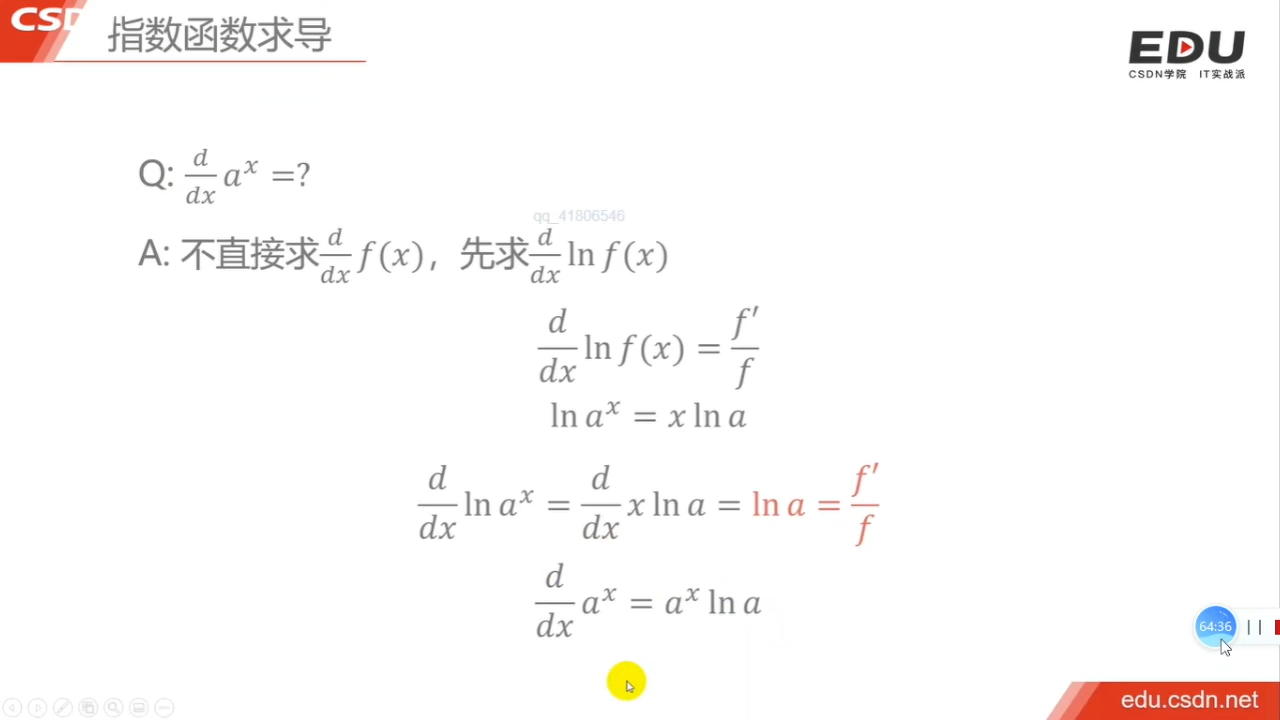 CSD
指数函数求导
EDU
CSDN学院 IT实战派
Q: d/dx a^x =?
qq_41806546
A: 不直接求 d/dx f(x)，先求 d/dx ln f(x)
d/dx ln f(x) = f′/f
ln a^x = x ln a
d/dx ln a^x = d/dx x ln a = ln a = f′/f
d/dx a^x = a^x ln a
64:36
edu.csdn.net